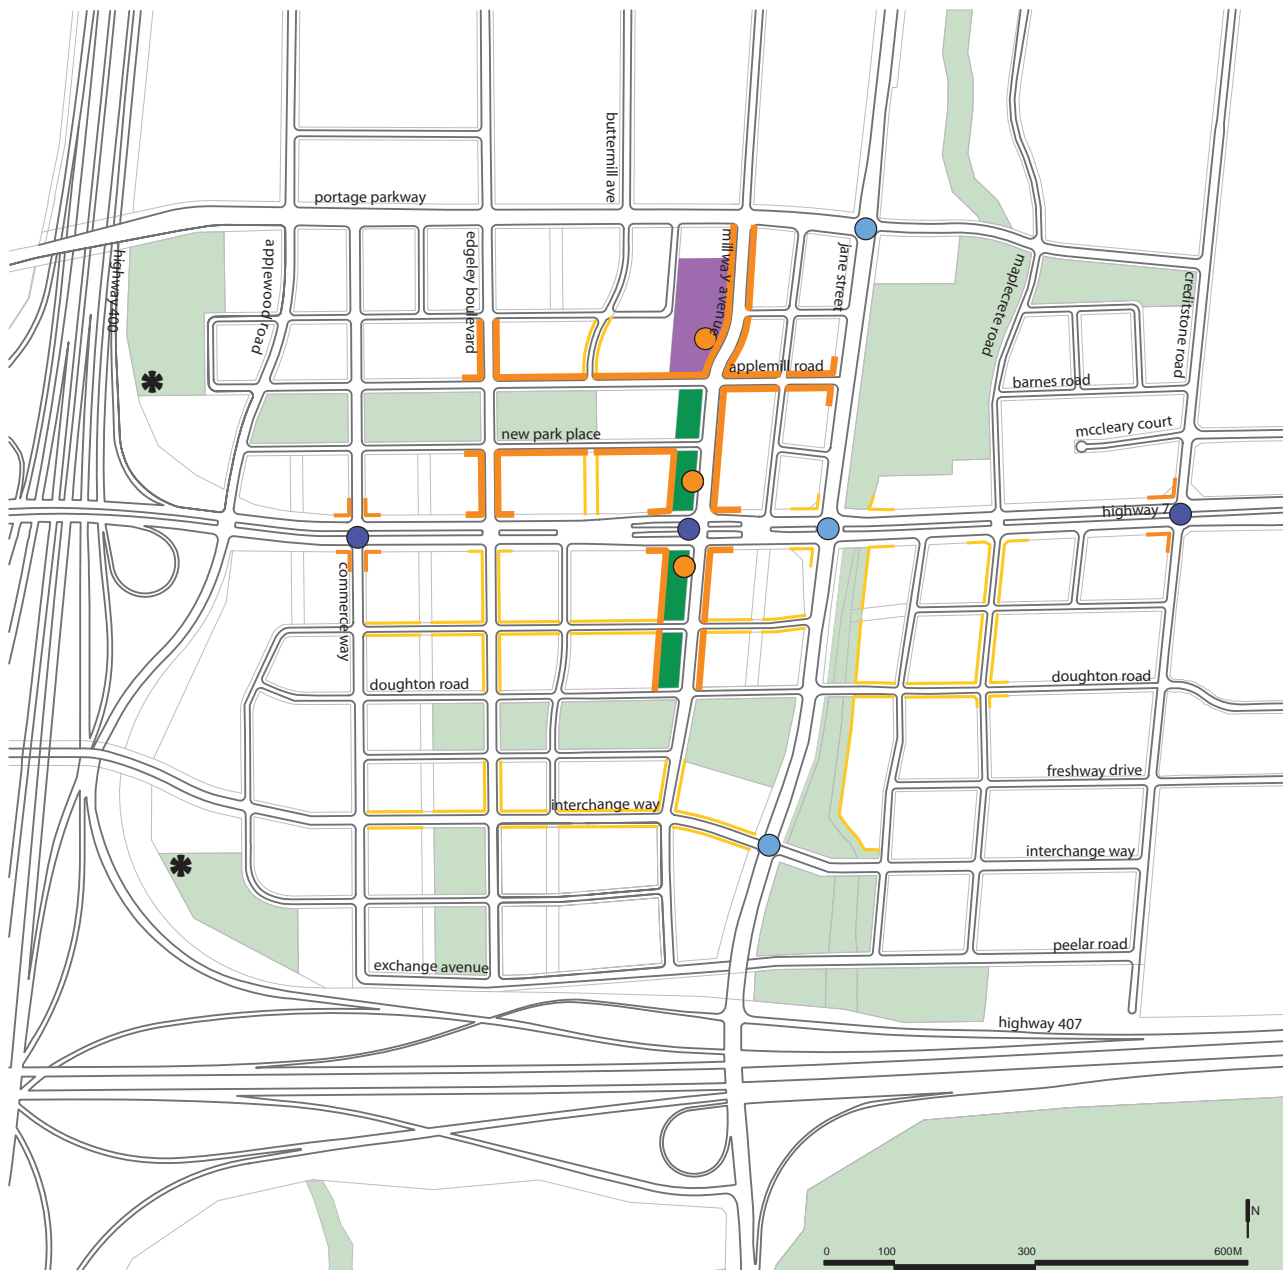 buttermill ave
portage parkway
highway 400
applewood road
edgeley boulevard
millway avenue
jane street
maplecrete road
creditstone road
applemill road
barnes road
mccleary court
new park place
highway 7
commerce way
doughton road
doughton road
freshway drive
interchange way
interchange way
exchange avenue
peelar road
highway 407
N
0 100 300 600M